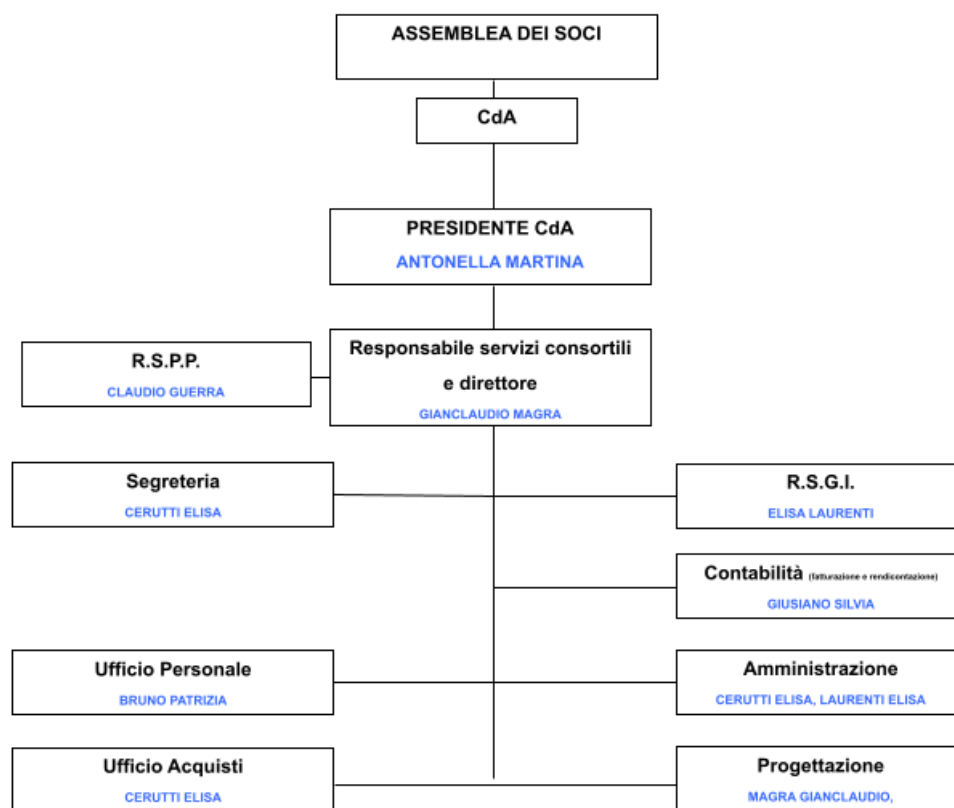 ASSEMBLEA DEI SOCI
CdA
PRESIDENTE CdA
ANTONELLA MARTINA
Responsabile servizi consortili
e direttore
GIANCLAUDIO MAGRA
R.S.P.P.
CLAUDIO GUERRA
Segreteria
CERUTTI ELISA
R.S.G.I.
ELISA LAURENTI
Contabilità (fatturazione e rendicontazione)
GIUSIANO SILVIA
Ufficio Personale
BRUNO PATRIZIA
Amministrazione
CERUTTI ELISA, LAURENTI ELISA
Ufficio Acquisti
CERUTTI ELISA
Progettazione
MAGRA GIANCLAUDIO,